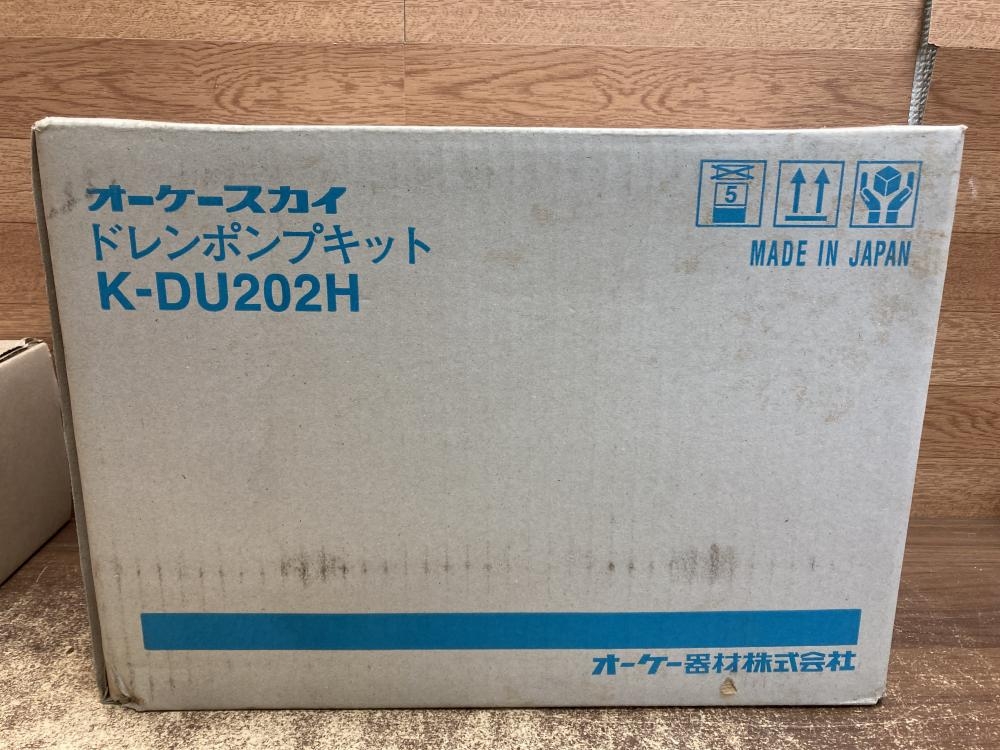 オーケースカイ
ドレンポンプキット
K-DU202H
5
MADE IN JAPAN
オーケー器材株式会社